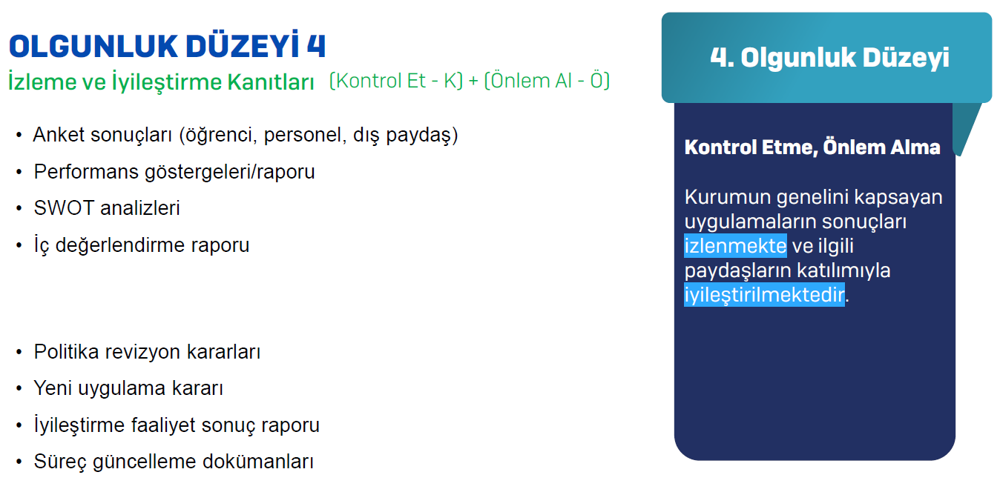 OLGUNLUK DÜZEYİ 4
İzleme ve İyileştirme Kanıtları (Kontrol Et - K) + (Önlem Al - Ö)
• Anket sonuçları (öğrenci, personel, dış paydaş)
• Performans göstergeleri/raporu
• SWOT analizleri
• İç değerlendirme raporu
• Politika revizyon kararları
• Yeni uygulama kararı
• İyileştirme faaliyet sonuç raporu
• Süreç güncelleme dokümanları
4. Olgunluk Düzeyi
Kontrol Etme, Önlem Alma
Kurumun genelini kapsayan
uygulamaların sonuçları
izlenmekte ve ilgili
paydaşların katılımıyla
iyileştirilmektedir.